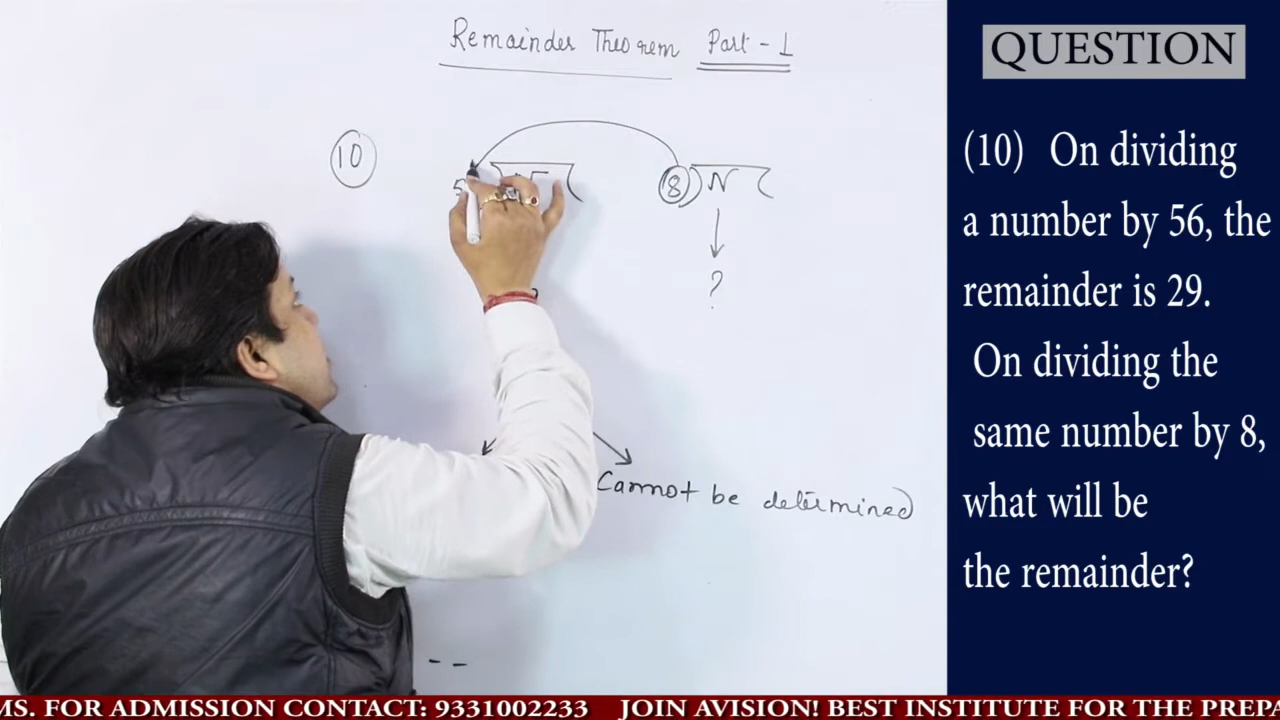 Remainder Theorem Part - 1
QUESTION
10
8) N
?
Cannot be determined
(10) On dividing
a number by 56, the
remainder is 29.
On dividing the
same number by 8,
what will be
the remainder?
MS. FOR ADMISSION CONTACT: 9331002233 JOIN AVISION! BEST INSTITUTE FOR THE PREPA